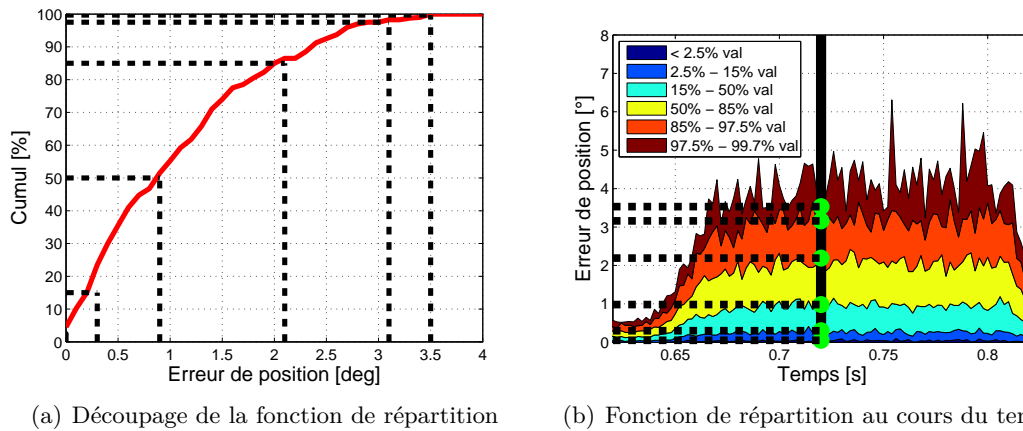 100
90
80
70
60
50
40
30
20
10
0
Cumul [%]
0 0.5 1 1.5 2 2.5 3 3.5 4
Erreur de position [deg]
(a) Découpage de la fonction de répartition
8
7
6
5
4
3
2
1
0
Erreur de position [°]
< 2.5% val
2.5% − 15% val
15% − 50% val
50% − 85% val
85% − 97.5% val
97.5% − 99.7% val
0.65 0.7 0.75 0.8
Temps [s]
(b) Fonction de répartition au cours du